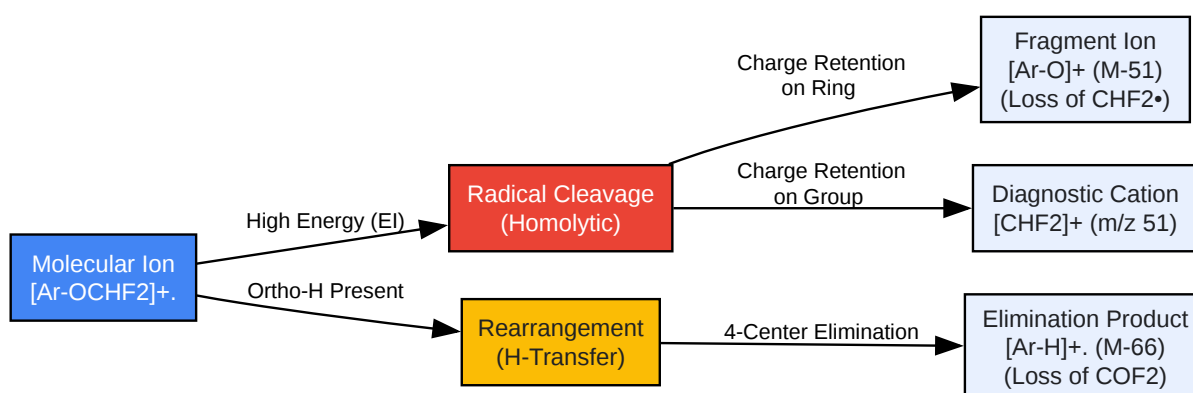 Molecular Ion
[Ar-OCHF2]+.
High Energy (EI)
Ortho-H Present
Radical Cleavage
(Homolytic)
Rearrangement
(H-Transfer)
Charge Retention
on Ring
Charge Retention
on Group
4-Center Elimination
Fragment Ion
[Ar-O]+ (M-51)
(Loss of CHF2•)
Diagnostic Cation
[CHF2]+ (m/z 51)
Elimination Product
[Ar-H]+. (M-66)
(Loss of COF2)